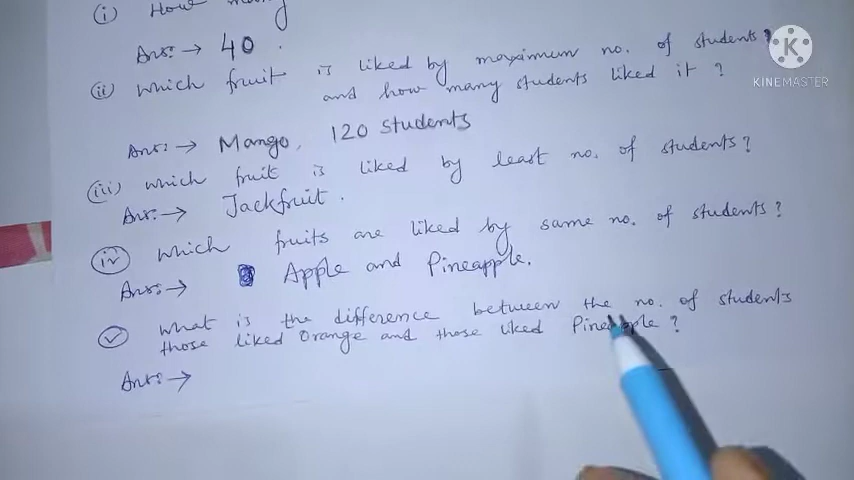 (i) How many
Ans: → 40.
(ii) which fruit is liked by maximum no. of students?
and how many students liked it?
Ans: → Mango, 120 students
(iii) which fruit is liked by least no. of students?
Ans: → Jackfruit.
(iv) which fruits are liked by same no. of students?
Ans: → Apple and Pineapple.
(v) what is the difference between the no. of students
those liked Orange and those liked Pineapple?
Ans: →
K
KINEMASTER